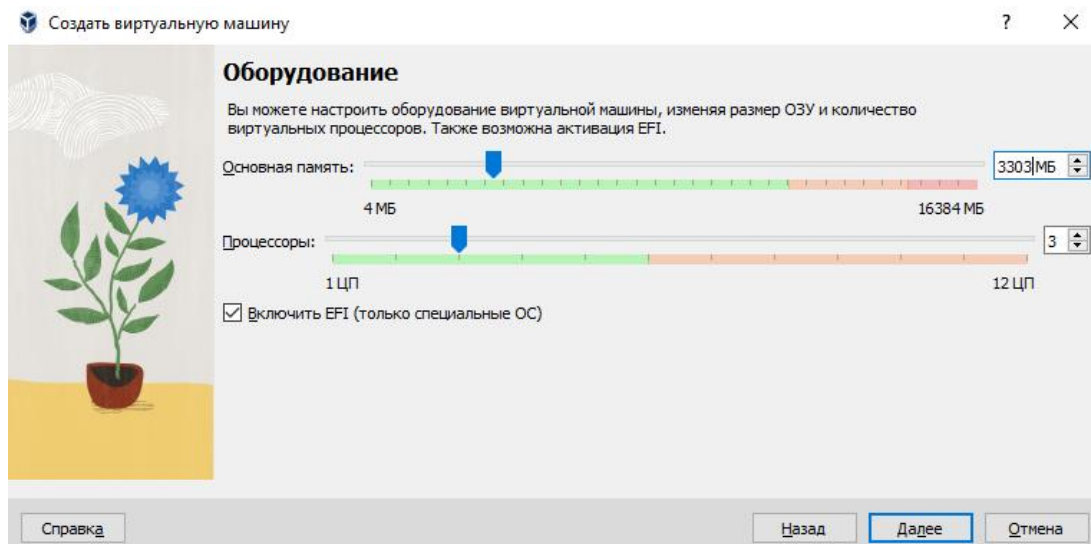 Создать виртуальную машину
?
Оборудование
Вы можете настроить оборудование виртуальной машины, изменяя размер ОЗУ и количество
виртуальных процессоров. Также возможна активация EFI.
Основная память: 3303 МБ
4 МБ 16384 МБ
Процессоры: 3
1 ЦП 12 ЦП
Включить EFI (только специальные ОС)
Справка Назад Далее Отмена